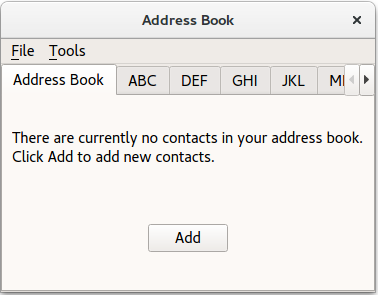 Address Book
File Tools
Address Book ABC DEF GHI JKL
There are currently no contacts in your address book.
Click Add to add new contacts.
Add